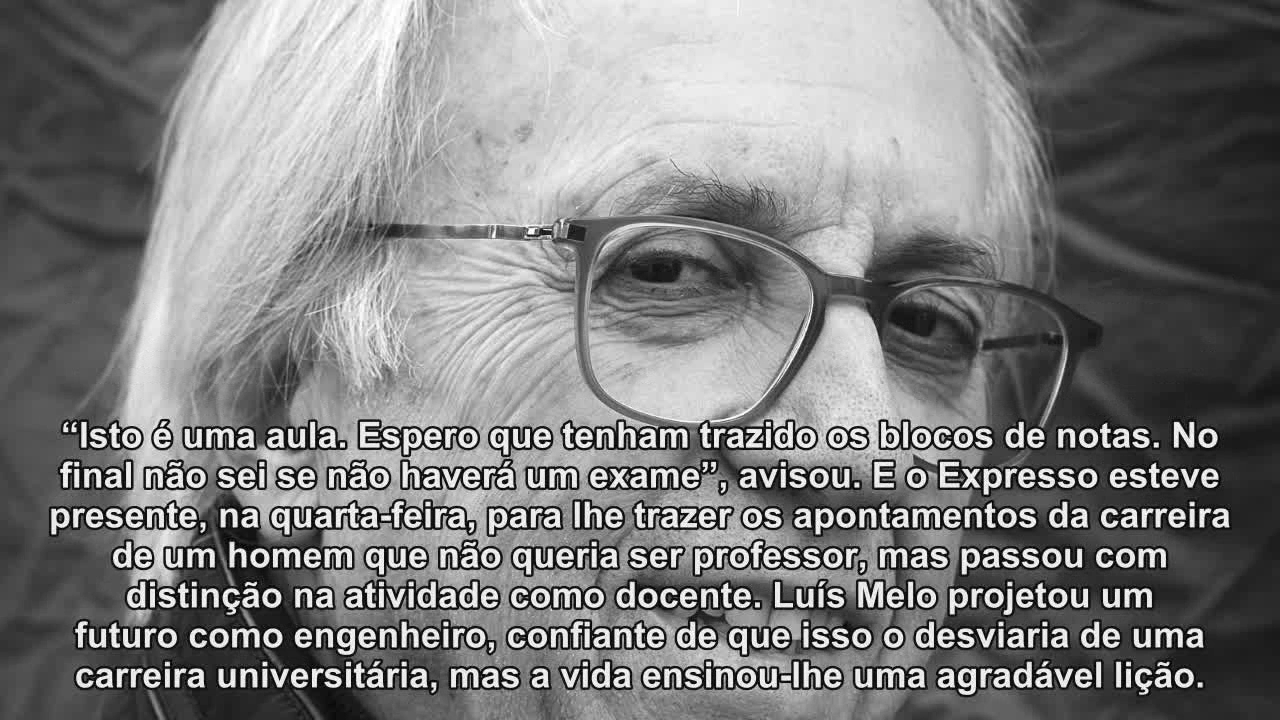 “Isto é uma aula. Espero que tenham trazido os blocos de notas. No
final não sei se não haverá um exame”, avisou. E o Expresso esteve
presente, na quarta-feira, para lhe trazer os apontamentos da carreira
de um homem que não queria ser professor, mas passou com
distinção na atividade como docente. Luís Melo projetou um
futuro como engenheiro, confiante de que isso o desviaria de uma
carreira universitária, mas a vida ensinou-lhe uma agradável lição.